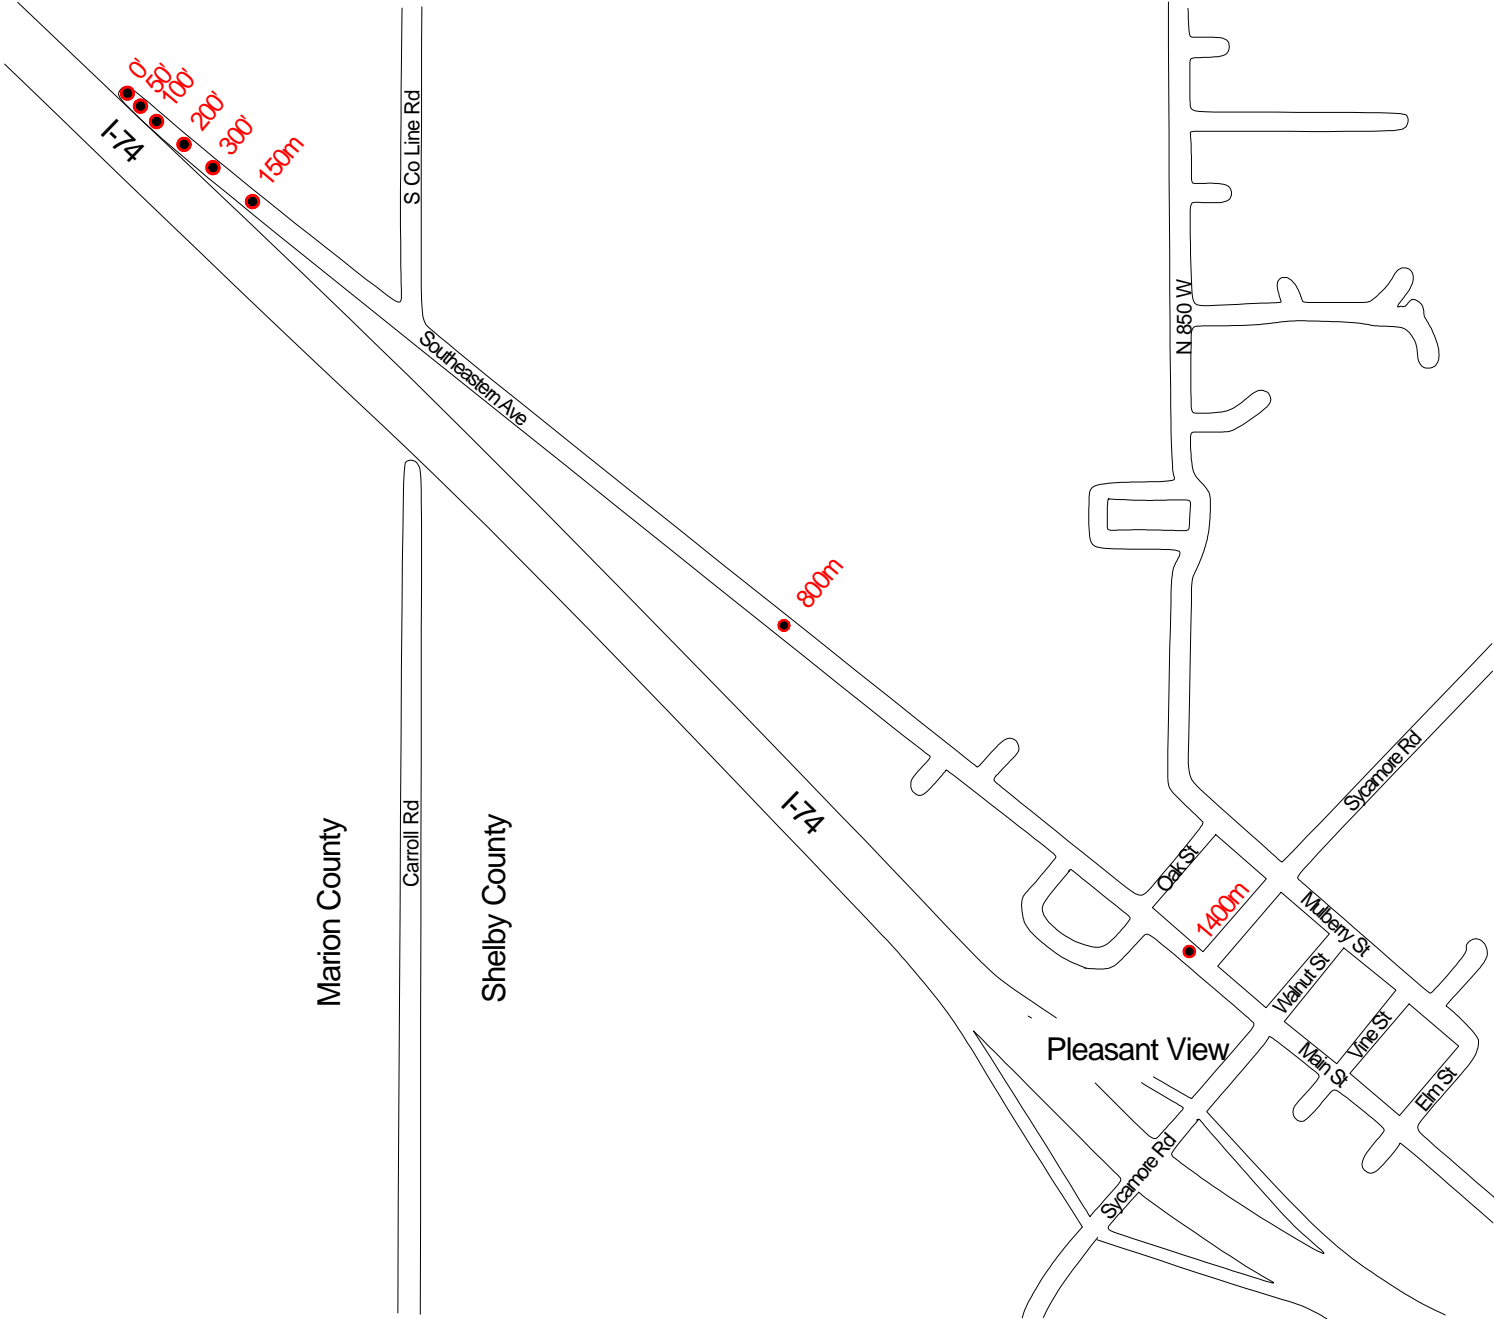 0'
50'
100'
200'
300'
150m
I-74
S Co Line Rd
N 850 W
Southeastern Ave
800m
Sycamore Rd
I-74
Marion County
Carroll Rd
Shelby County
Oak St
1400m
Mulberry St
Walnut St
Vine St
Main St
Elm St
Pleasant View
Sycamore Rd